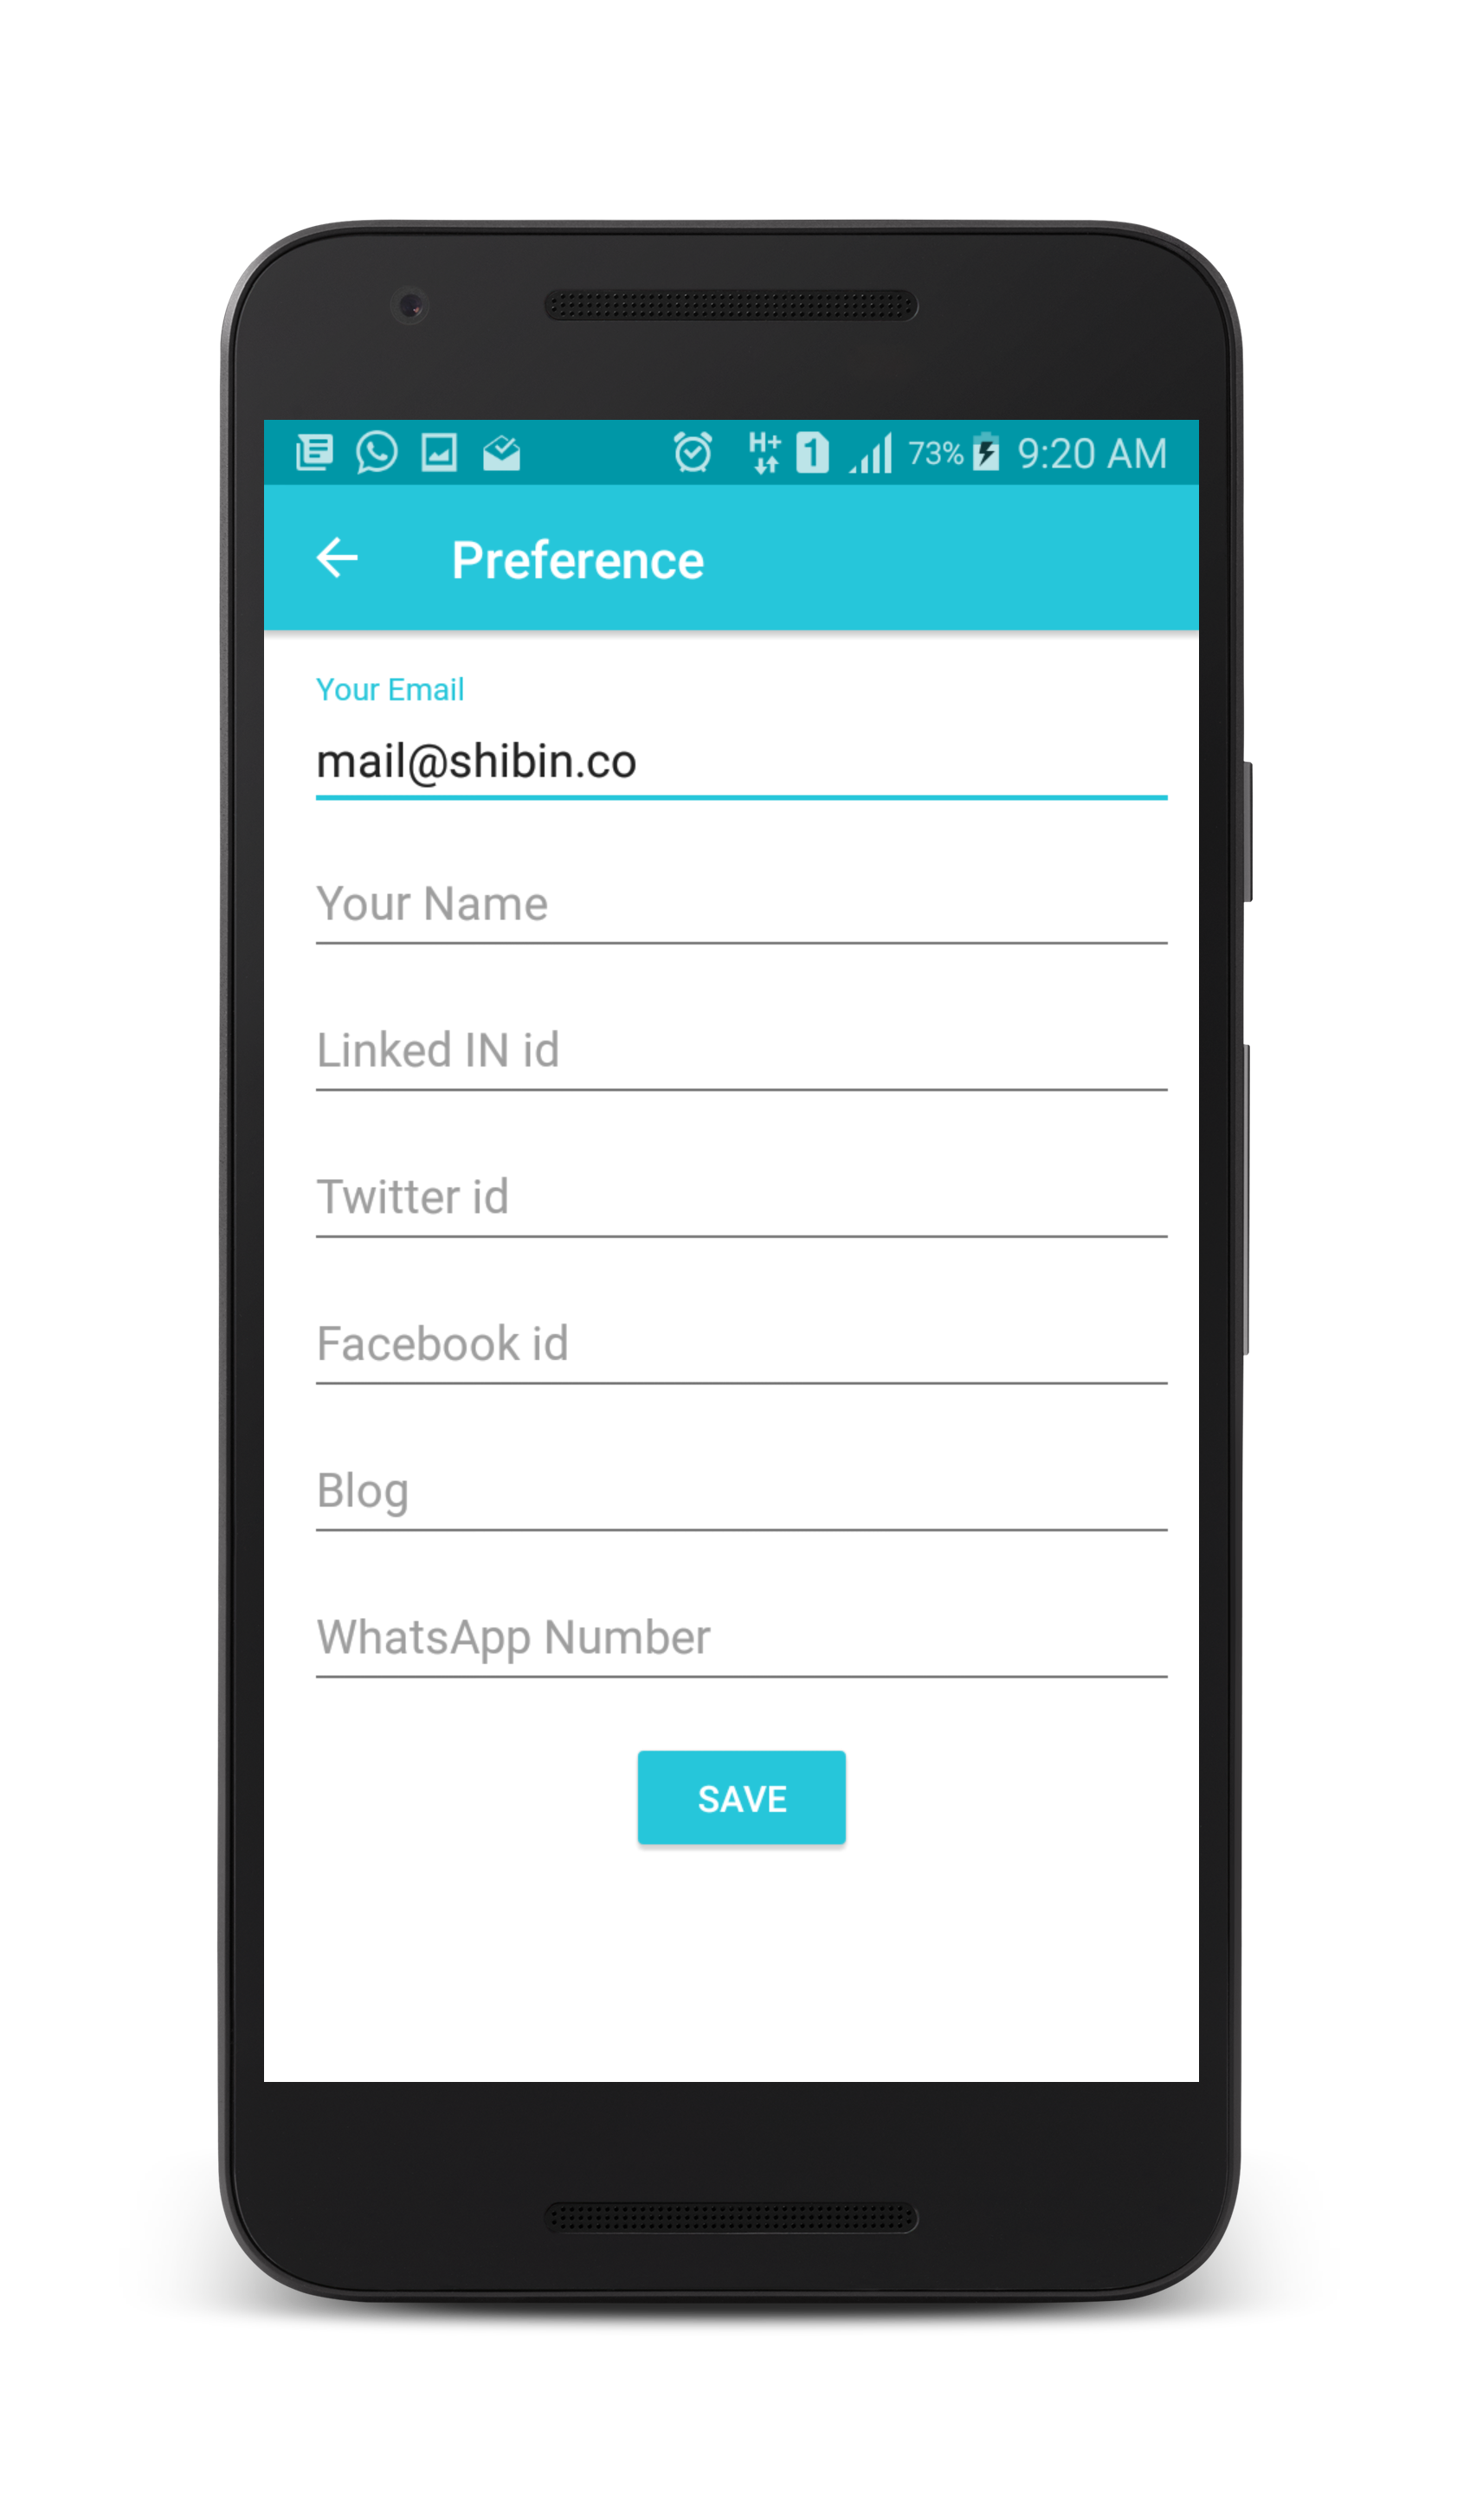 H+ 1 73% 9:20 AM
Preference
Your Email
mail@shibin.co
Your Name
Linked IN id
Twitter id
Facebook id
Blog
WhatsApp Number
SAVE